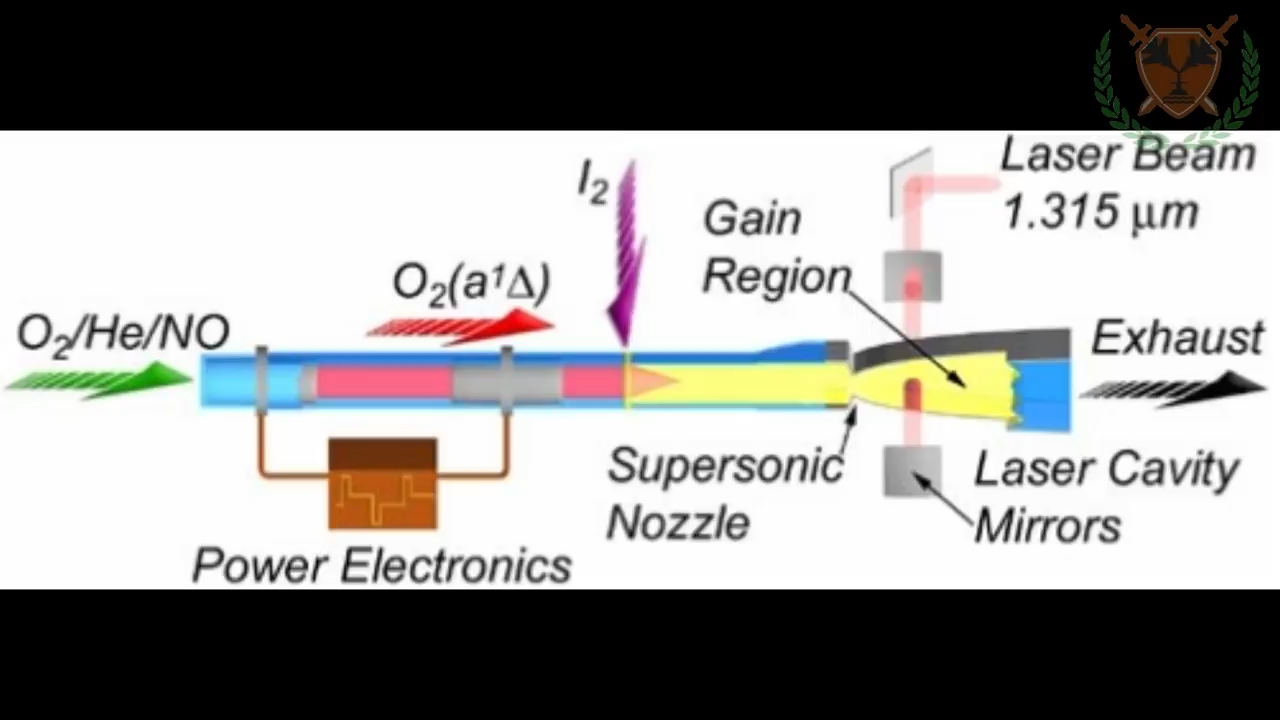 O₂/He/NO
O₂(a¹Δ)
I₂
Gain
Region
Laser Beam
1.315 μm
Exhaust
Supersonic
Nozzle
Laser Cavity
Mirrors
Power Electronics